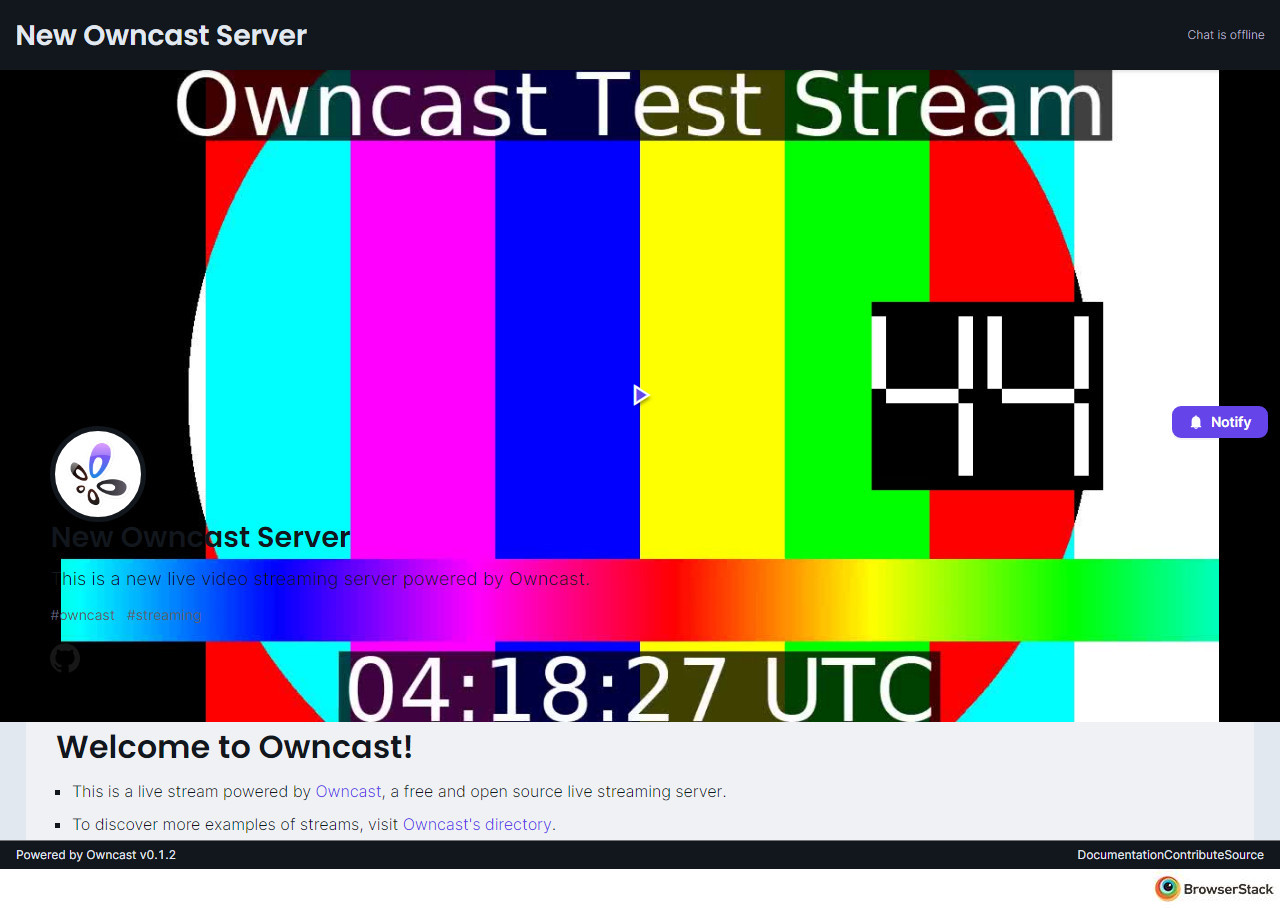 New Owncast Server
Chat is offline
Owncast Test Stream
44
Notify
New Owncast Server
This is a new live video streaming server powered by Owncast.
#owncast #streaming
04:18:27 UTC
Welcome to Owncast!
This is a live stream powered by Owncast, a free and open source live streaming server.
To discover more examples of streams, visit Owncast's directory.
Powered by Owncast v0.1.2
DocumentationContributeSource
BrowserStack